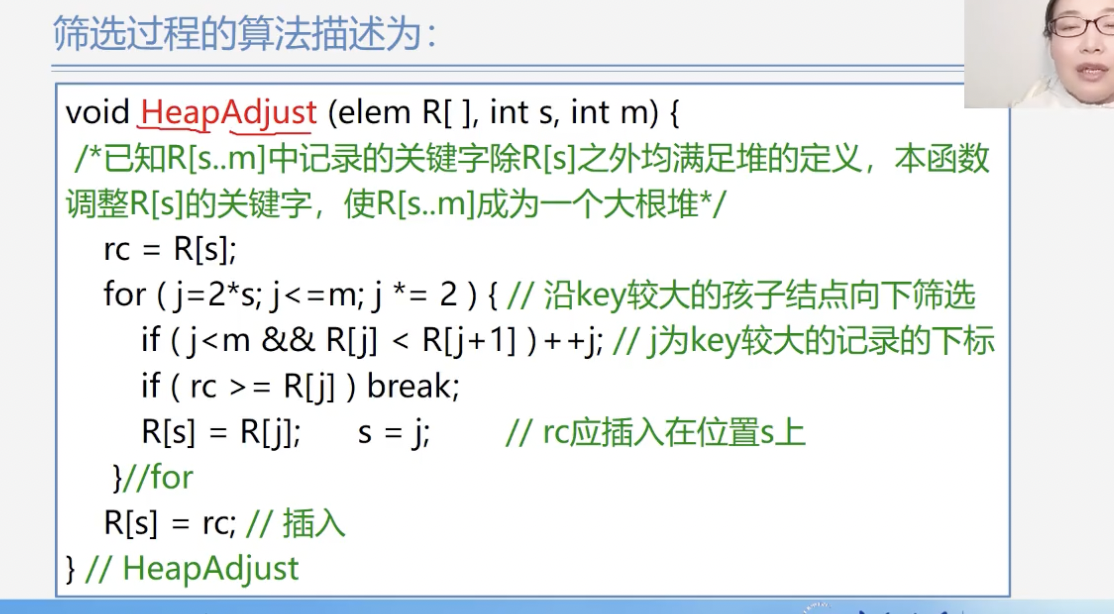 筛选过程的算法描述为：
void HeapAdjust (elem R[ ], int s, int m) {
/*已知R[s..m]中记录的关键字除R[s]之外均满足堆的定义，本函数
调整R[s]的关键字，使R[s..m]成为一个大根堆*/
rc = R[s];
for ( j=2*s; j<=m; j *= 2 ) { // 沿key较大的孩子结点向下筛选
if ( j<m && R[j] < R[j+1] ) ++j; // j为key较大的记录的下标
if ( rc >= R[j] ) break;
R[s] = R[j]; s = j; // rc应插入在位置s上
}//for
R[s] = rc; // 插入
} // HeapAdjust